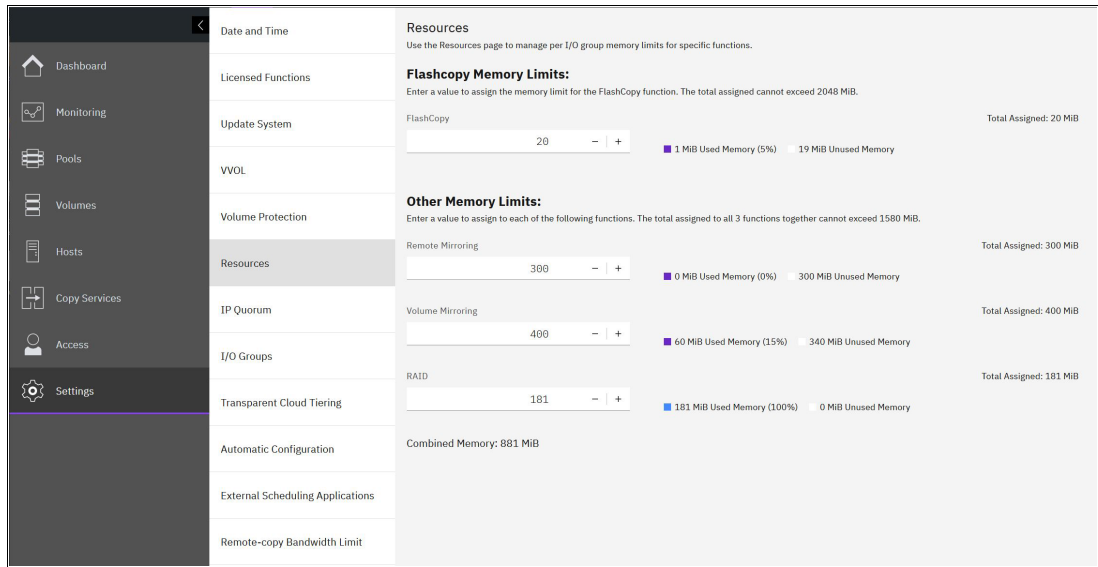 Dashboard
Monitoring
Pools
Volumes
Hosts
Copy Services
Access
Settings
Date and Time
Licensed Functions
Update System
VVOL
Volume Protection
Resources
IP Quorum
I/O Groups
Transparent Cloud Tiering
Automatic Configuration
External Scheduling Applications
Remote-copy Bandwidth Limit
Resources
Use the Resources page to manage per I/O group memory limits for specific functions.
Flashcopy Memory Limits:
Enter a value to assign the memory limit for the FlashCopy function. The total assigned cannot exceed 2048 MiB.
FlashCopy
Total Assigned: 20 MiB
20 − +
1 MiB Used Memory (5%) 19 MiB Unused Memory
Other Memory Limits:
Enter a value to assign to each of the following functions. The total assigned to all 3 functions together cannot exceed 1580 MiB.
Remote Mirroring
Total Assigned: 300 MiB
300 − +
0 MiB Used Memory (0%) 300 MiB Unused Memory
Volume Mirroring
Total Assigned: 400 MiB
400 − +
60 MiB Used Memory (15%) 340 MiB Unused Memory
RAID
Total Assigned: 181 MiB
181 − +
181 MiB Used Memory (100%) 0 MiB Unused Memory
Combined Memory: 881 MiB